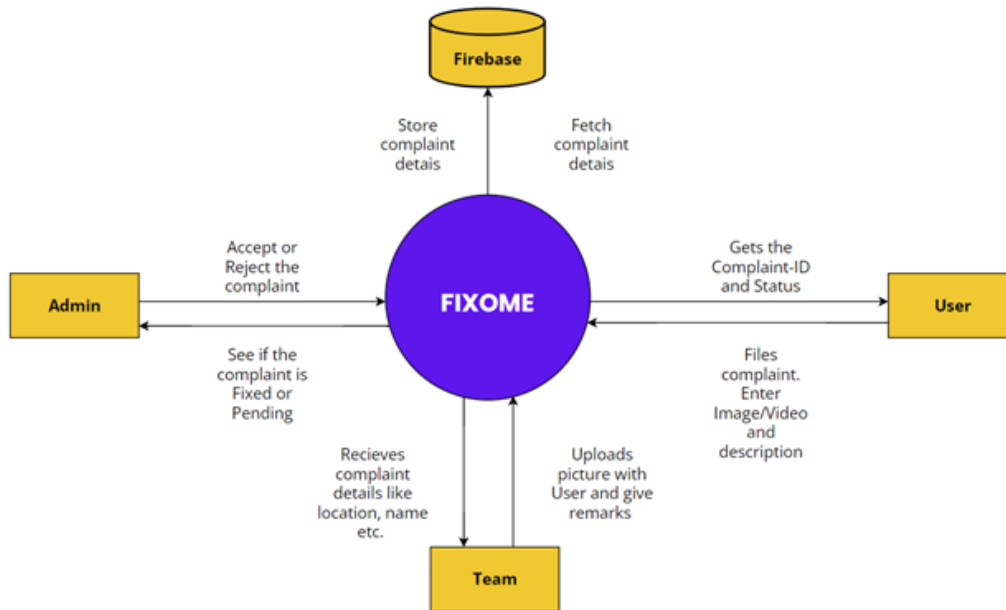 Firebase
Store
complaint
detais
Fetch
complaint
detais
Accept or
Reject the
complaint
Gets the
Complaint-ID
and Status
Admin
FIXOME
User
See if the
complaint is
Fixed or
Pending
Files
complaint.
Enter
Image/Video
and
description
Recieves
complaint
details like
location, name
etc.
Uploads
picture with
User and give
remarks
Team